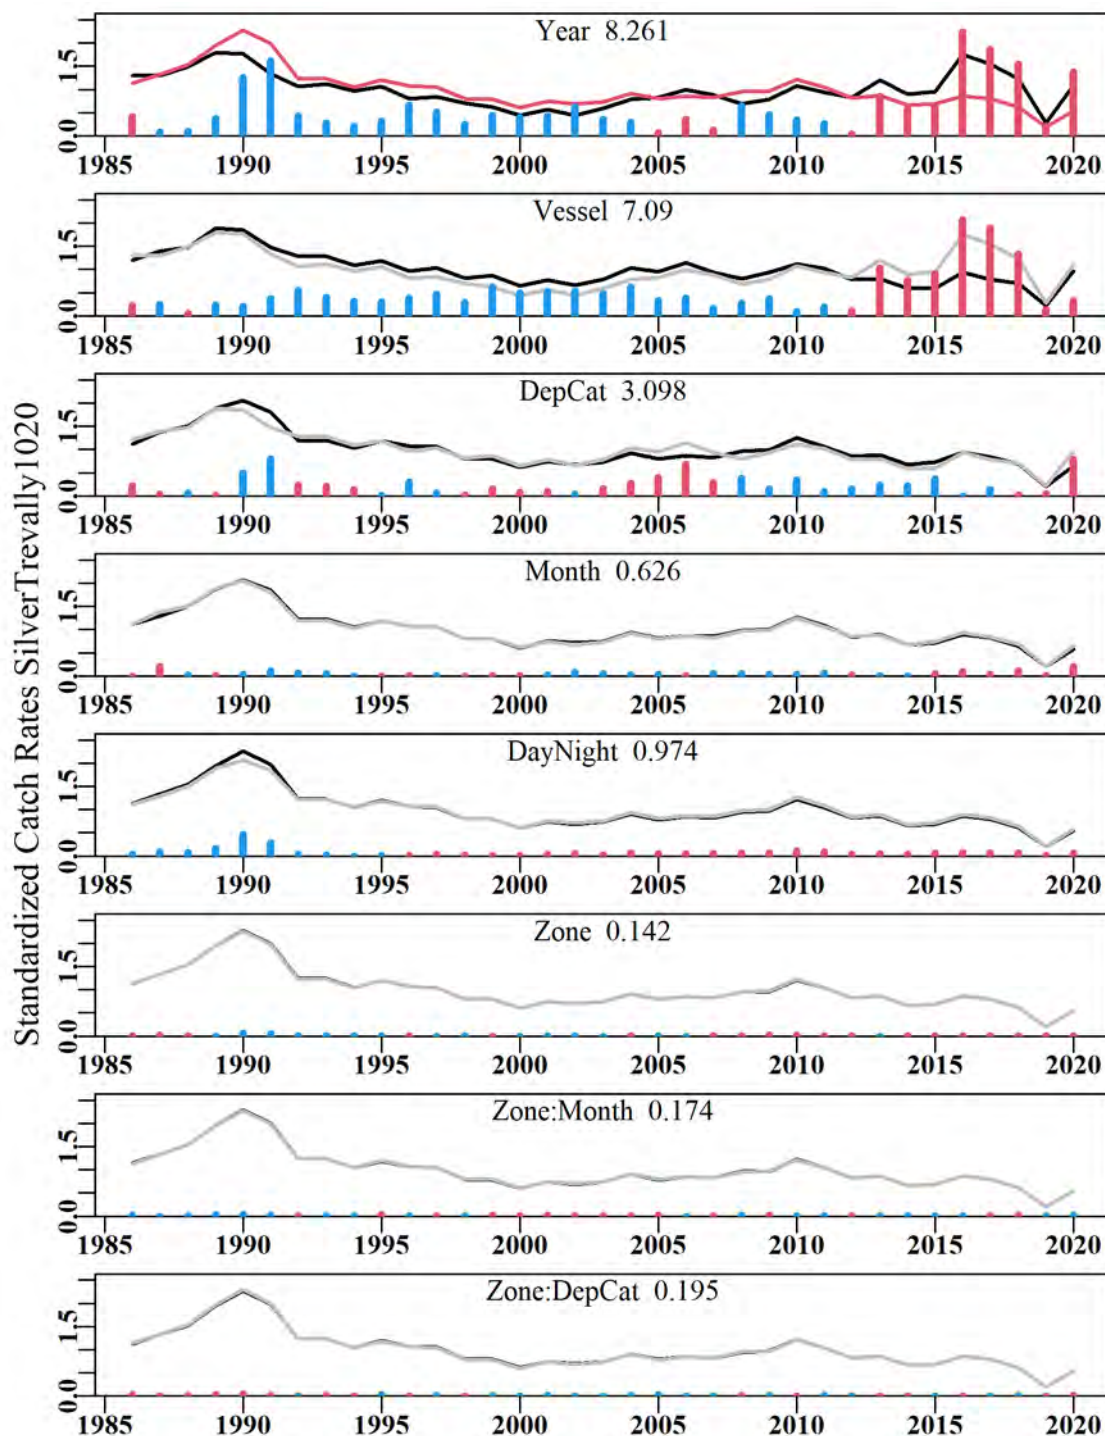 Standardized Catch Rates SilverTrevally1020
Year 8.261
0.0 1.5
1985 1990 1995 2000 2005 2010 2015 2020
Vessel 7.09
0.0 1.5
1985 1990 1995 2000 2005 2010 2015 2020
DepCat 3.098
0.0 1.5
1985 1990 1995 2000 2005 2010 2015 2020
Month 0.626
0.0 1.5
1985 1990 1995 2000 2005 2010 2015 2020
DayNight 0.974
0.0 1.5
1985 1990 1995 2000 2005 2010 2015 2020
Zone 0.142
0.0 1.5
1985 1990 1995 2000 2005 2010 2015 2020
Zone:Month 0.174
0.0 1.5
1985 1990 1995 2000 2005 2010 2015 2020
Zone:DepCat 0.195
0.0 1.5
1985 1990 1995 2000 2005 2010 2015 2020